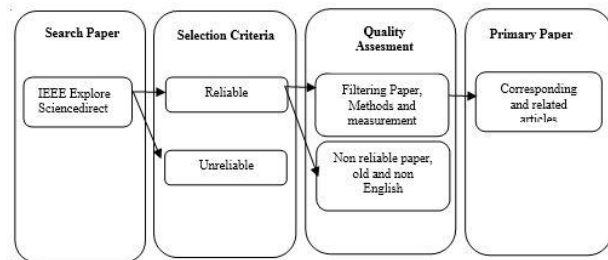 Search Paper
IEEE Explore
Sciencedirect
Selection Criteria
Reliable
Unreliable
Quality
Assesment
Filtering Paper,
Methods and
measurement
Non reliable paper,
old and non
English
Primary Paper
Corresponding
and related
articles